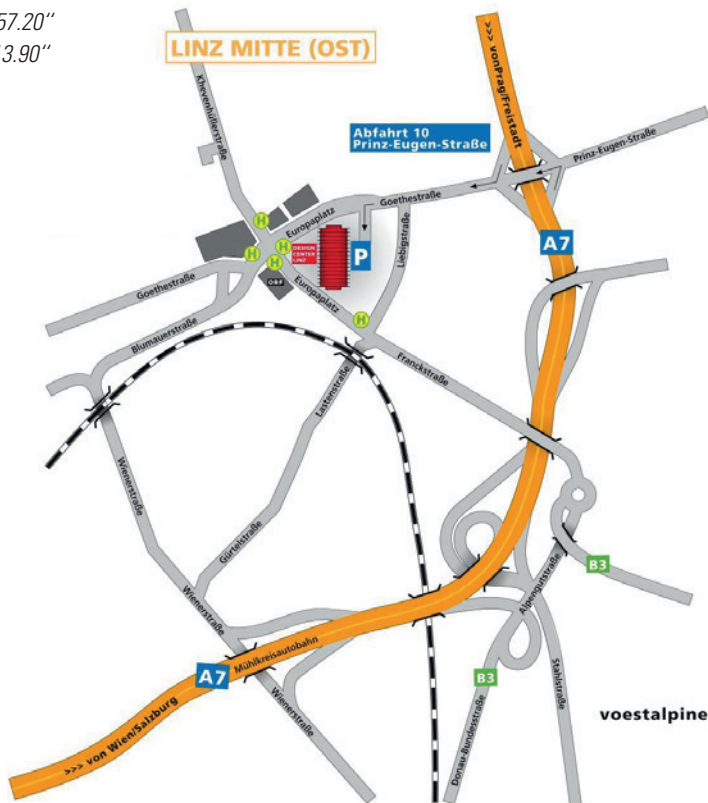 57.20“
3.90“
LINZ MITTE (OST)
>>> vonPrag/Freistadt
Khevenhüllerstraße
Abfahrt 10
Prinz-Eugen-Straße
Prinz-Eugen-Straße
Goethestraße
Europaplatz
Liebigstraße
H
H
H
H
DESIGN
CENTER
LINZ
P
A7
ORF
Goethestraße
Europaplatz
Blumauerstraße
H
Franckstraße
Lastenstraße
Wienerstraße
Gürtelstraße
B3
Alpengutstraße
Wienerstraße
Mühlkreisautobahn
A7
B3
Stahlstraße
Wienerstraße
Donau-Bundesstraße
voestalpine
>>> von Wien/Salzburg